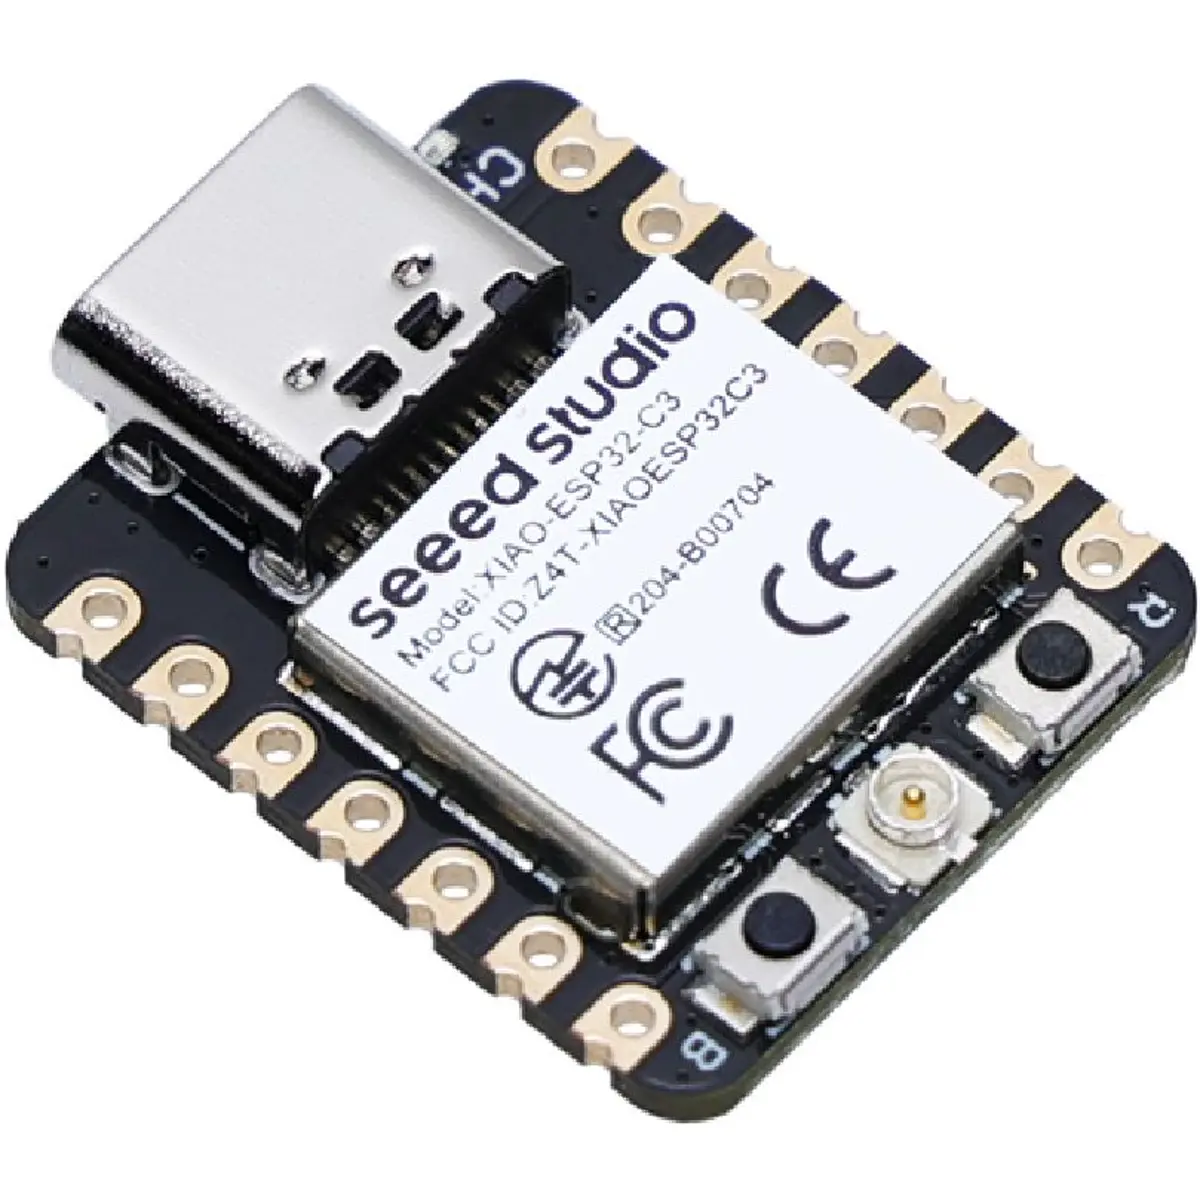 seeed studio
Model:XIAO-ESP32-C3
FCC ID:Z4T-XIAOESP32C3
R 204-B00704
CE
FC
R
B